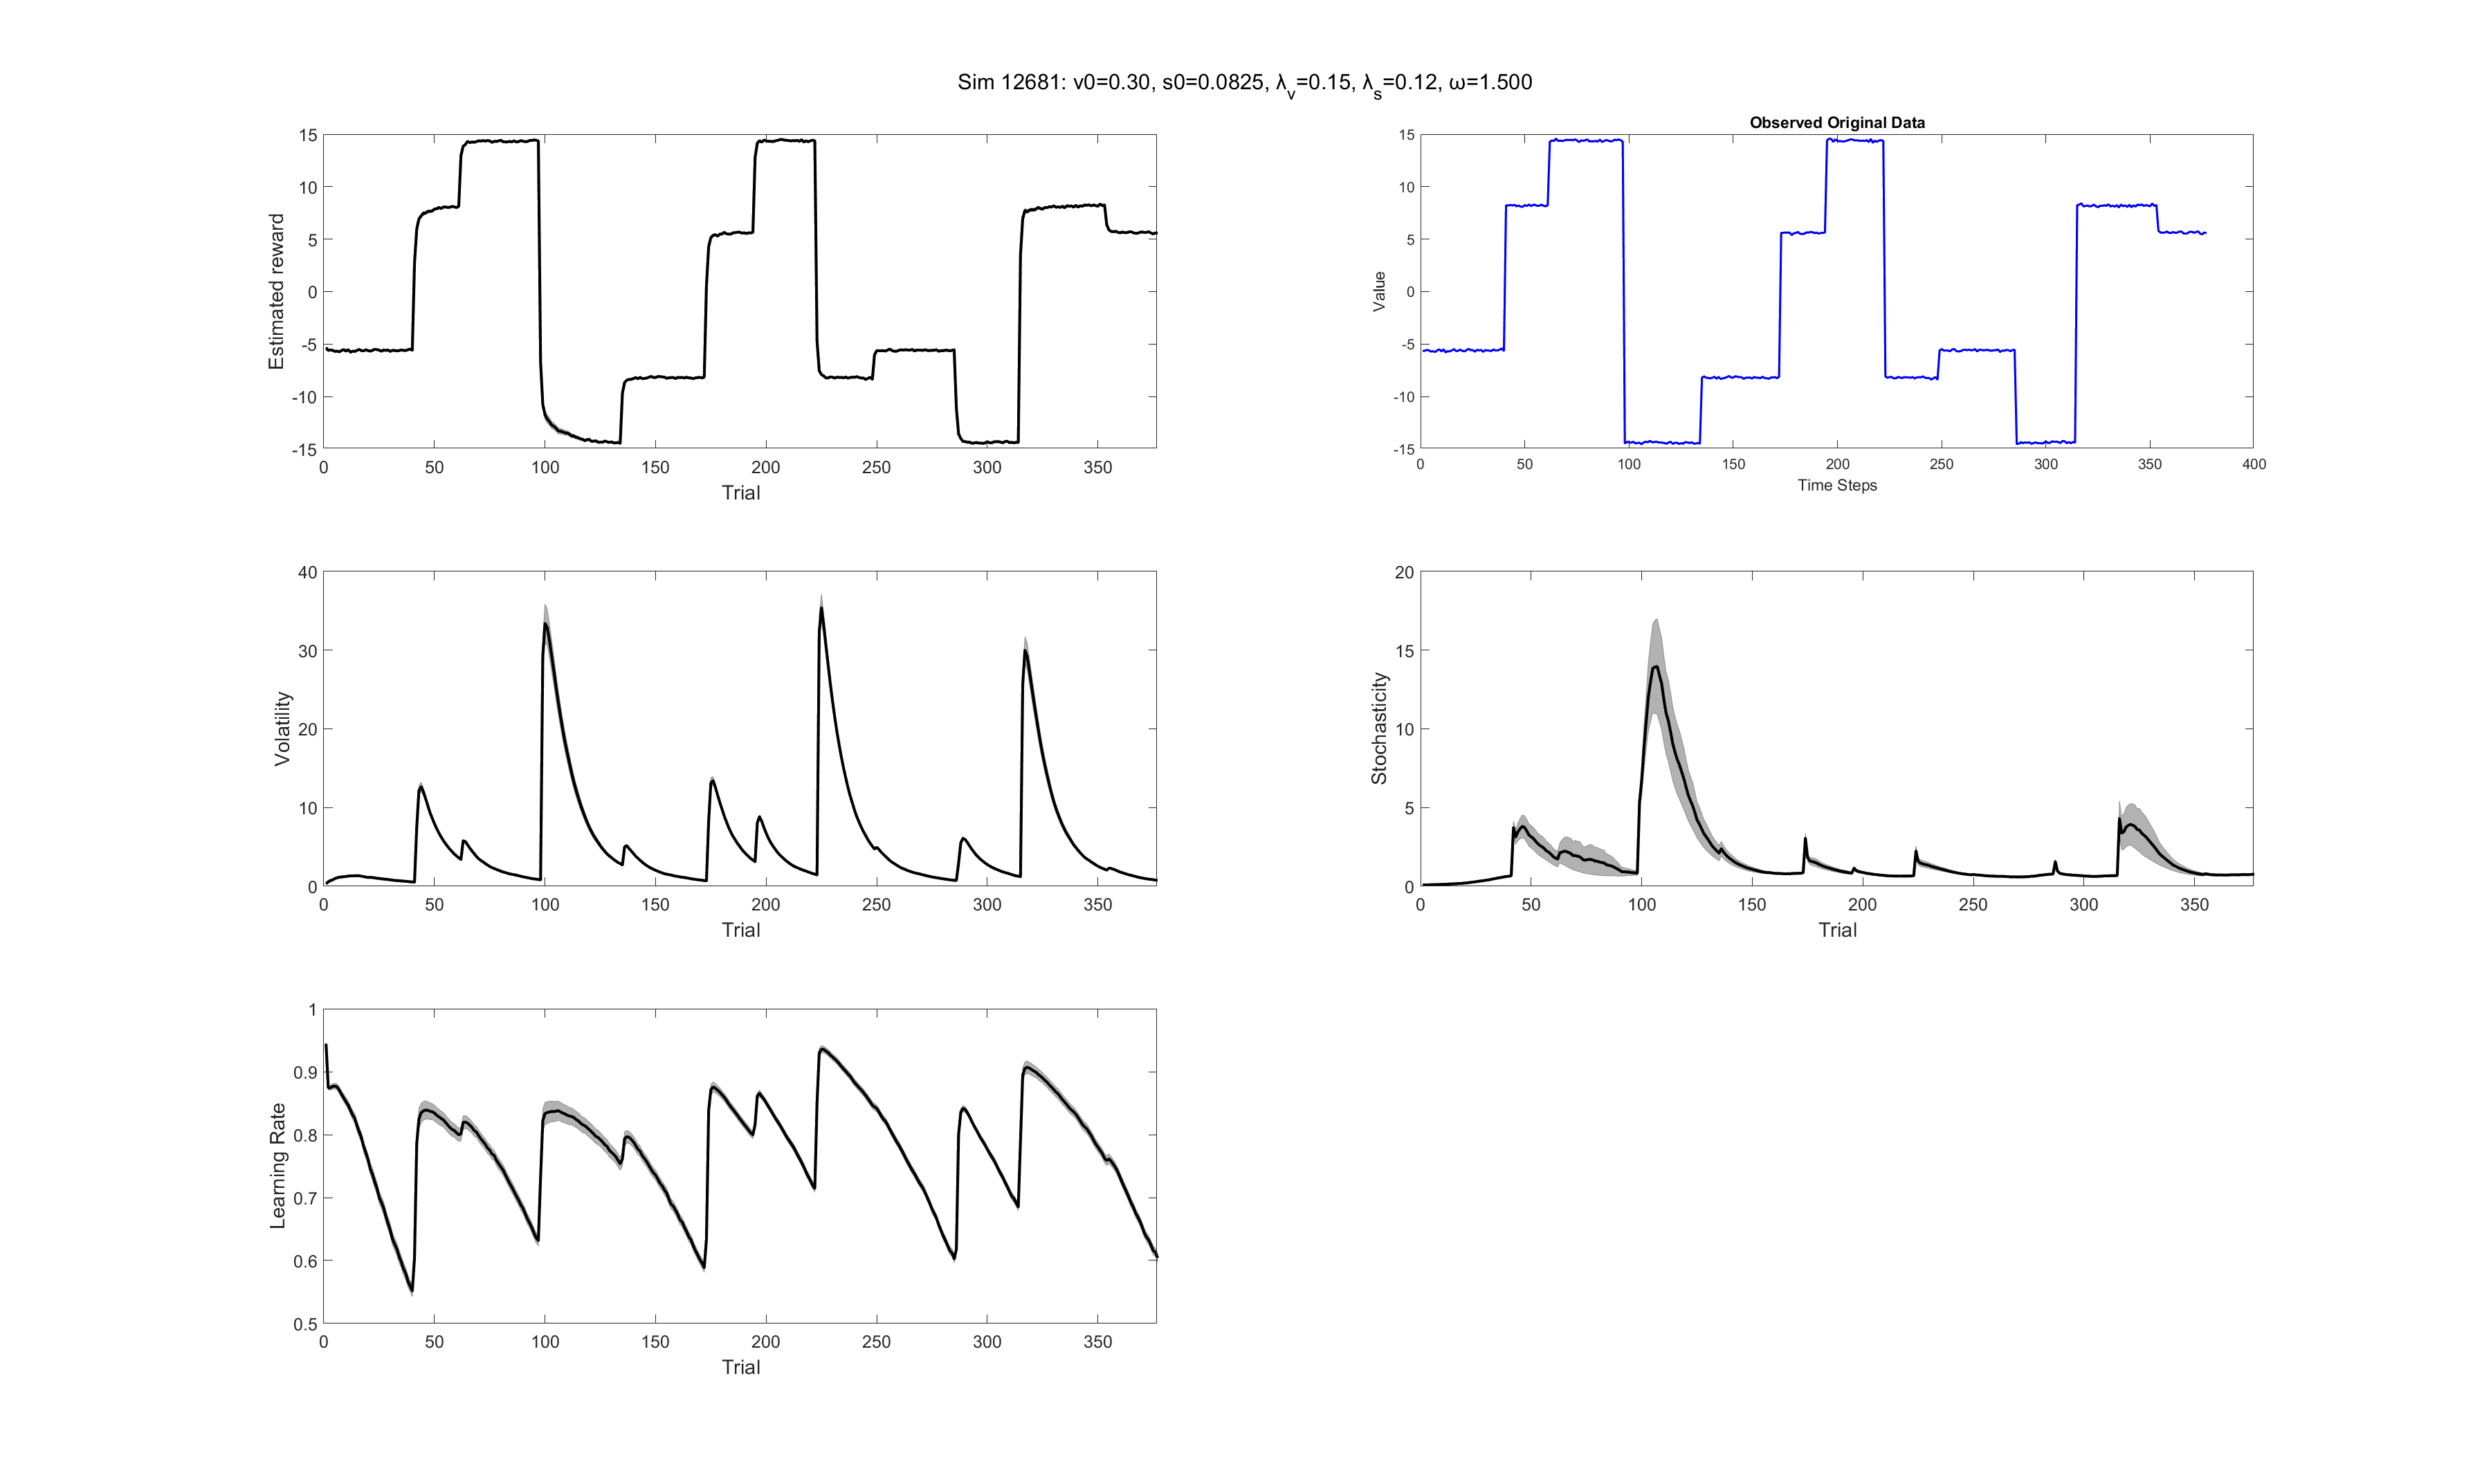 Sim 12681: v0=0.30, s0=0.0825, λv=0.15, λs=0.12, ω=1.500
Estimated reward
15
10
5
0
-5
-10
-15
0 50 100 150 200 250 300 350
Trial
Observed Original Data
Value
15
10
5
0
-5
-10
-15
0 50 100 150 200 250 300 350 400
Time Steps
Volatility
40
30
20
10
0
0 50 100 150 200 250 300 350
Trial
Stochasticity
20
15
10
5
0
0 50 100 150 200 250 300 350
Trial
Learning Rate
1
0.9
0.8
0.7
0.6
0.5
0 50 100 150 200 250 300 350
Trial